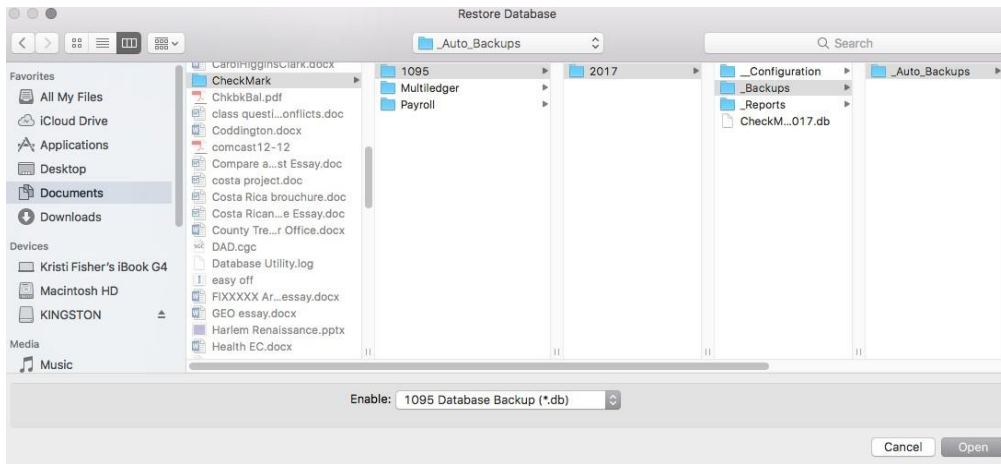 Restore Database
_Auto_Backups
Search
Favorites
All My Files
iCloud Drive
Applications
Desktop
Documents
Downloads
Devices
Kristi Fisher's iBook G4
Macintosh HD
KINGSTON
Media
Music
CarolHigginsClark.docx
CheckMark
ChkbkBal.pdf
class questi...onflicts.doc
Coddington.docx
comcast12-12
Compare a...st Essay.doc
costa project.doc
Costa Rica brouchure.doc
Costa Rican...e Essay.doc
County Tre...r Office.docx
DAD.cgc
Database Utility.log
easy off
FIXXXXX Ar...essay.docx
GEO essay.docx
Harlem Renaissance.pptx
Health EC.docx
1095
Multiledger
Payroll
2017
__Configuration
_Backups
_Reports
CheckM...017.db
_Auto_Backups
Enable: 1095 Database Backup (*.db)
Cancel
Open